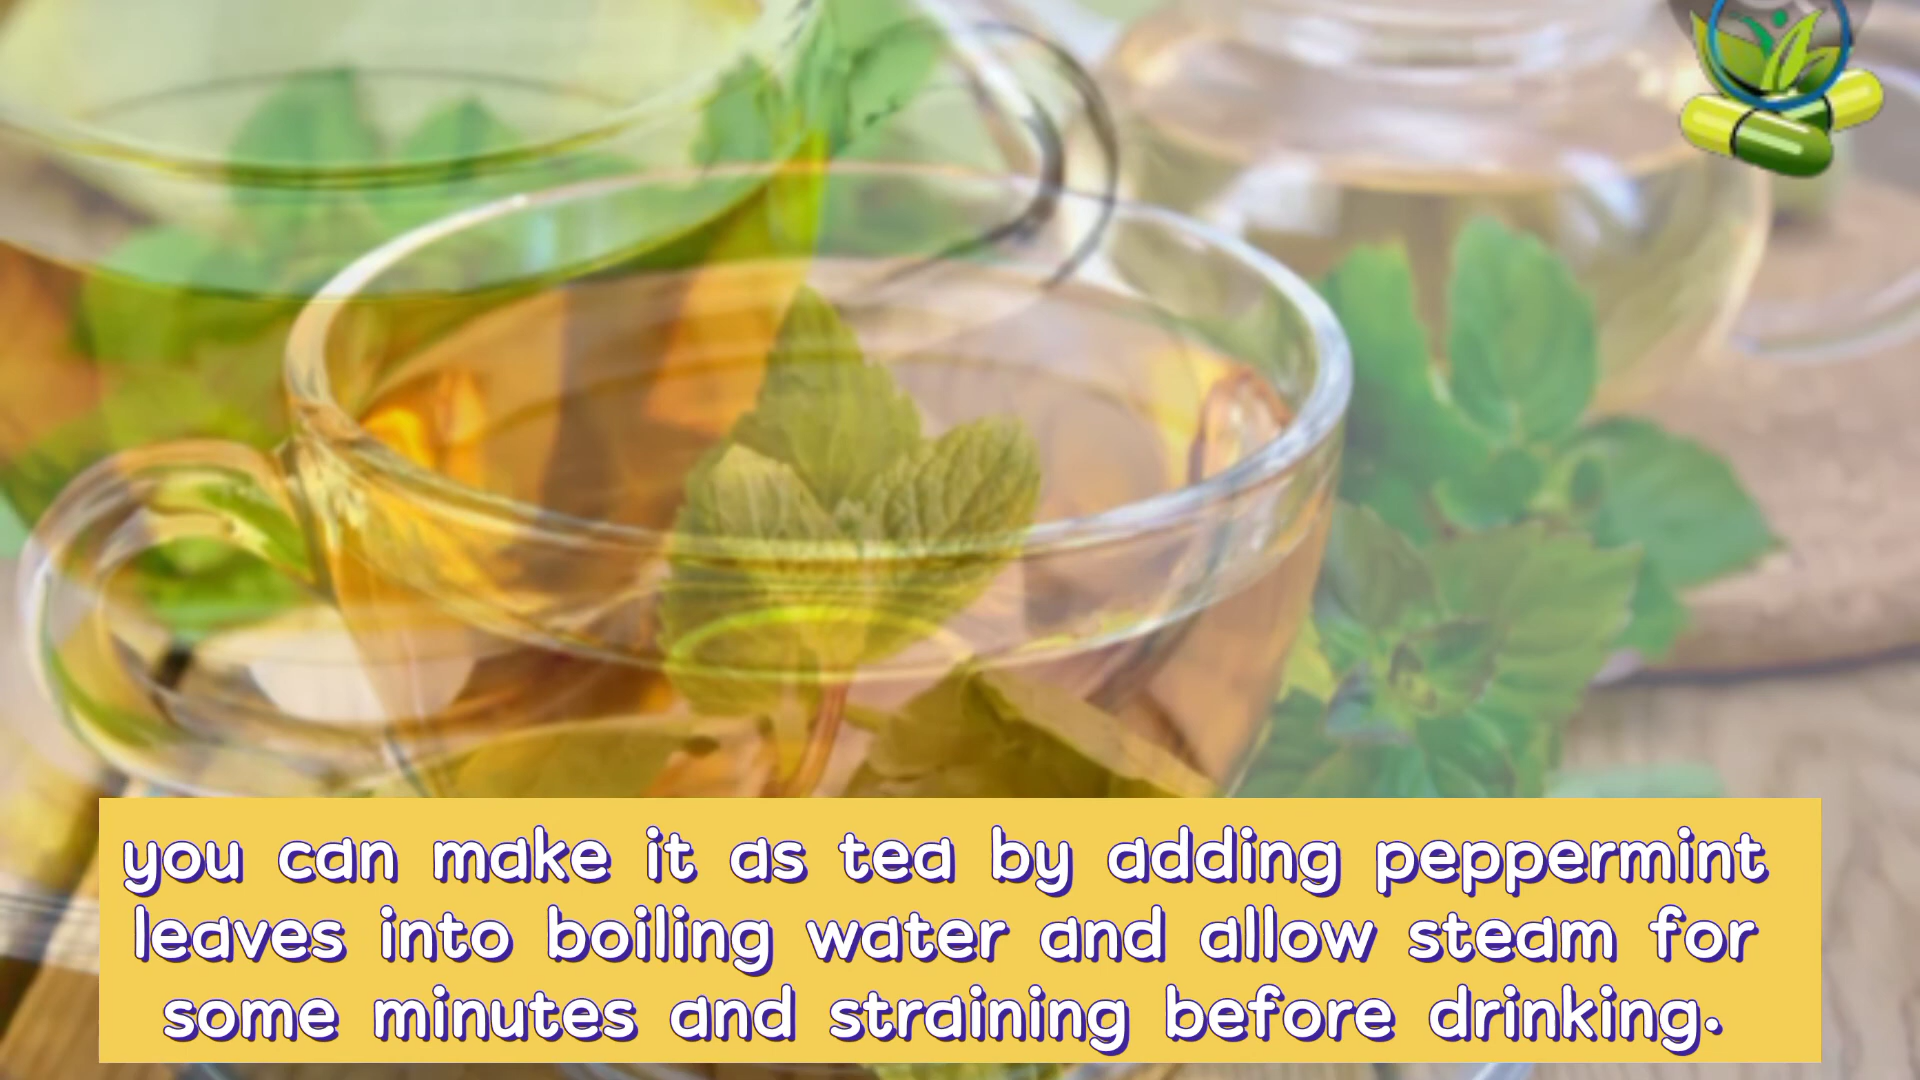 you can make it as tea by adding peppermint
leaves into boiling water and allow steam for
some minutes and straining before drinking.